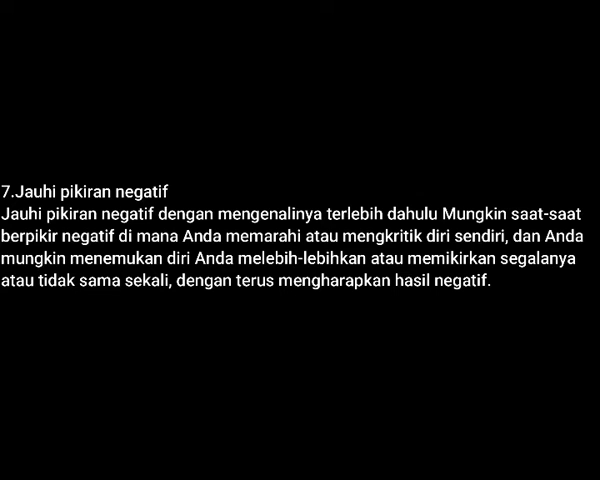 7.Jauhi pikiran negatif
Jauhi pikiran negatif dengan mengenalinya terlebih dahulu Mungkin saat-saat
berpikir negatif di mana Anda memarahi atau mengkritik diri sendiri, dan Anda
mungkin menemukan diri Anda melebih-lebihkan atau memikirkan segalanya
atau tidak sama sekali, dengan terus mengharapkan hasil negatif.